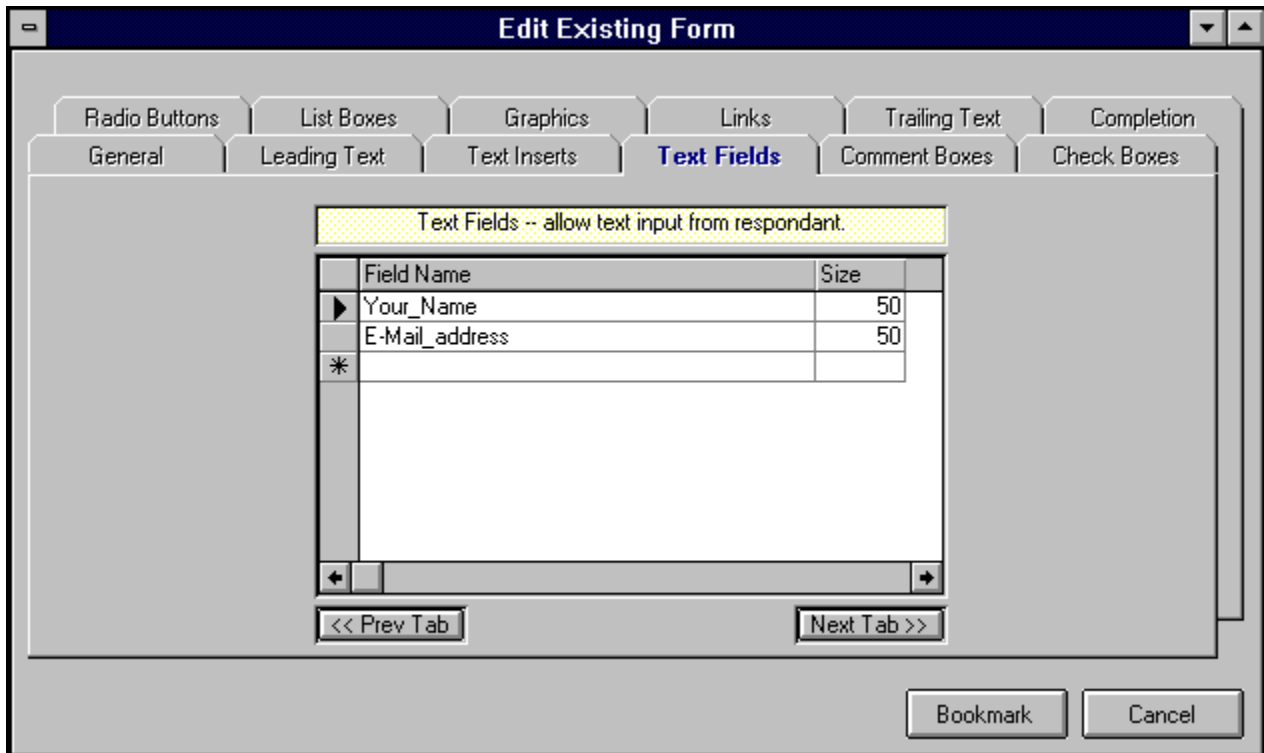 Edit Existing Form
Radio Buttons List Boxes Graphics Links Trailing Text Completion
General Leading Text Text Inserts Text Fields Comment Boxes Check Boxes
Text Fields -- allow text input from respondant.
Field Name Size
Your_Name 50
E-Mail_address 50
<< Prev Tab Next Tab >>
Bookmark Cancel